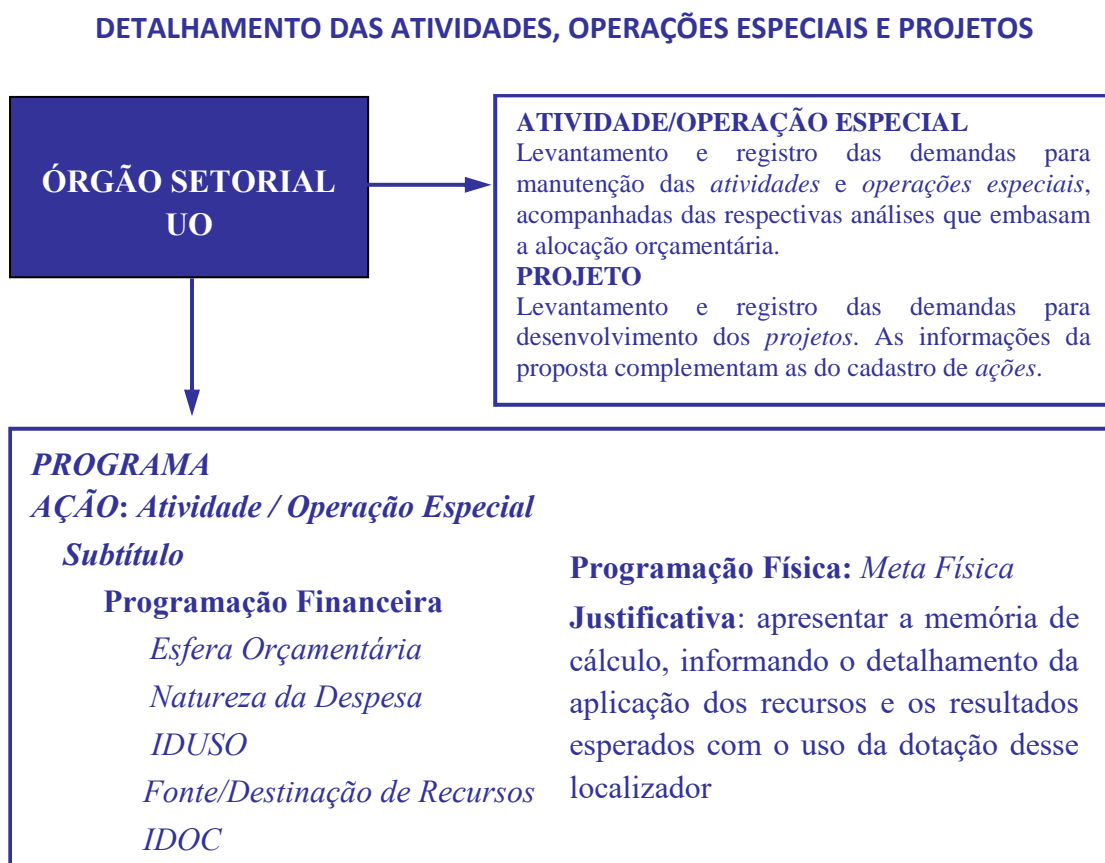 DETALHAMENTO DAS ATIVIDADES, OPERAÇÕES ESPECIAIS E PROJETOS
ÓRGÃO SETORIAL
UO
ATIVIDADE/OPERAÇÃO ESPECIAL
Levantamento e registro das demandas para
manutenção das atividades e operações especiais,
acompanhadas das respectivas análises que embasam
a alocação orçamentária.
PROJETO
Levantamento e registro das demandas para
desenvolvimento dos projetos. As informações da
proposta complementam as do cadastro de ações.
PROGRAMA
AÇÃO: Atividade / Operação Especial
Subtítulo
Programação Financeira
Esfera Orçamentária
Natureza da Despesa
IDUSO
Fonte/Destinação de Recursos
IDOC
Programação Física: Meta Física
Justificativa: apresentar a memória de
cálculo, informando o detalhamento da
aplicação dos recursos e os resultados
esperados com o uso da dotação desse
localizador